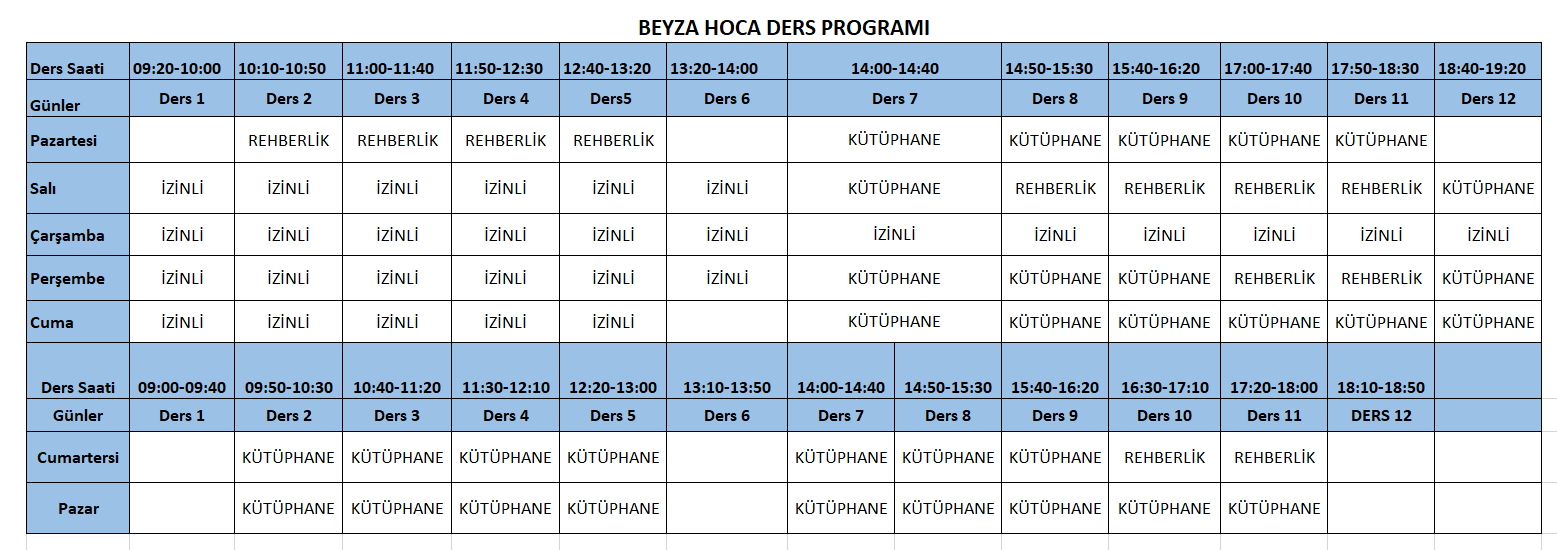 BEYZA HOCA DERS PROGRAMI
Ders Saati 09:20-10:00 10:10-10:50 11:00-11:40 11:50-12:30 12:40-13:20 13:20-14:00 14:00-14:40 14:50-15:30 15:40-16:20 17:00-17:40 17:50-18:30 18:40-19:20
Günler Ders 1 Ders 2 Ders 3 Ders 4 Ders5 Ders 6 Ders 7 Ders 8 Ders 9 Ders 10 Ders 11 Ders 12
Pazartesi REHBERLİK REHBERLİK REHBERLİK REHBERLİK KÜTÜPHANE KÜTÜPHANE KÜTÜPHANE KÜTÜPHANE KÜTÜPHANE
Salı İZİNLİ İZİNLİ İZİNLİ İZİNLİ İZİNLİ İZİNLİ KÜTÜPHANE REHBERLİK REHBERLİK REHBERLİK REHBERLİK KÜTÜPHANE
Çarşamba İZİNLİ İZİNLİ İZİNLİ İZİNLİ İZİNLİ İZİNLİ İZİNLİ İZİNLİ İZİNLİ İZİNLİ İZİNLİ İZİNLİ
Perşembe İZİNLİ İZİNLİ İZİNLİ İZİNLİ İZİNLİ İZİNLİ KÜTÜPHANE KÜTÜPHANE KÜTÜPHANE REHBERLİK REHBERLİK KÜTÜPHANE
Cuma İZİNLİ İZİNLİ İZİNLİ İZİNLİ İZİNLİ KÜTÜPHANE KÜTÜPHANE KÜTÜPHANE KÜTÜPHANE KÜTÜPHANE KÜTÜPHANE
Ders Saati 09:00-09:40 09:50-10:30 10:40-11:20 11:30-12:10 12:20-13:00 13:10-13:50 14:00-14:40 14:50-15:30 15:40-16:20 16:30-17:10 17:20-18:00 18:10-18:50
Günler Ders 1 Ders 2 Ders 3 Ders 4 Ders 5 Ders 6 Ders 7 Ders 8 Ders 9 Ders 10 Ders 11 DERS 12
Cumartersi KÜTÜPHANE KÜTÜPHANE KÜTÜPHANE KÜTÜPHANE KÜTÜPHANE KÜTÜPHANE KÜTÜPHANE REHBERLİK REHBERLİK
Pazar KÜTÜPHANE KÜTÜPHANE KÜTÜPHANE KÜTÜPHANE KÜTÜPHANE KÜTÜPHANE KÜTÜPHANE KÜTÜPHANE KÜTÜPHANE